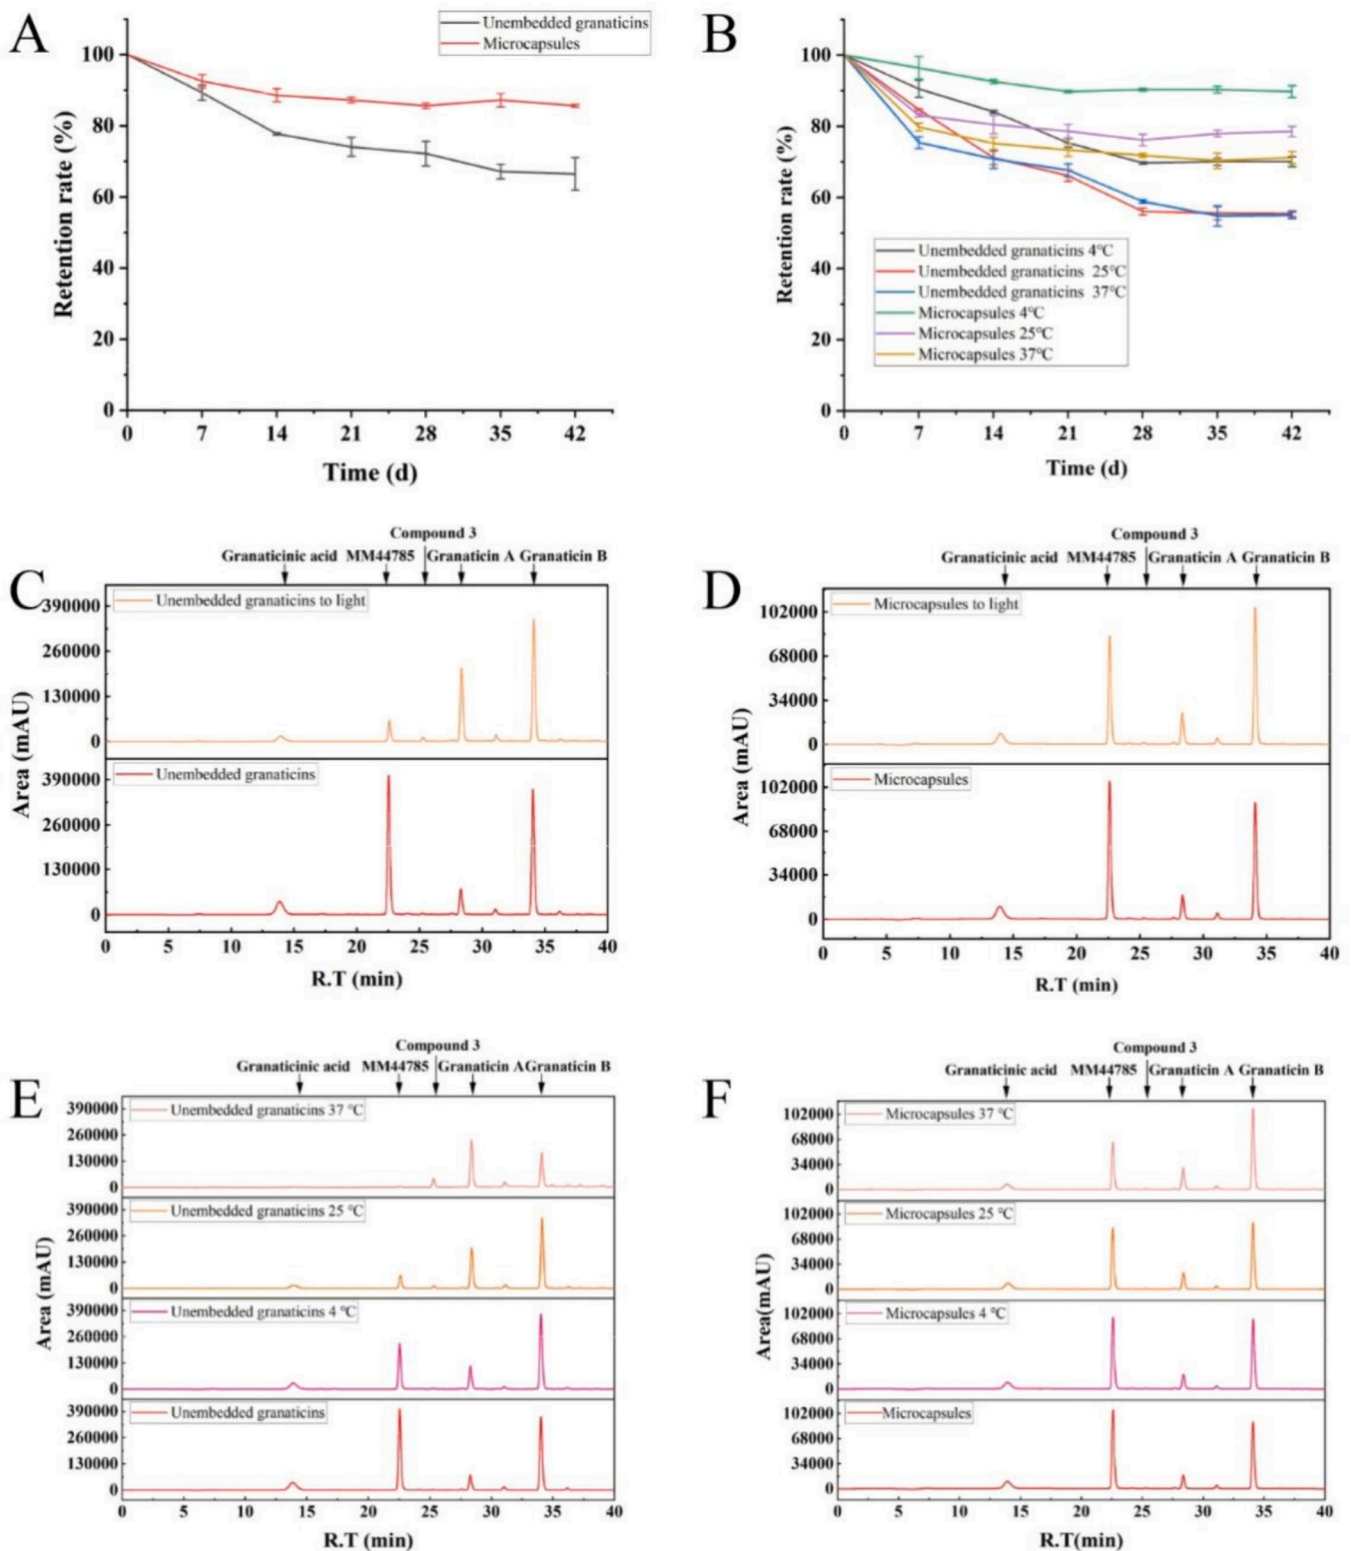 A
Unembedded granaticins
Microcapsules
100
80
60
40
20
0
Retention rate (%)
0 7 14 21 28 35 42
Time (d)
B
100
80
60
40
20
0
Retention rate (%)
Unembedded granaticins 4℃
Unembedded granaticins 25℃
Unembedded granaticins 37℃
Microcapsules 4℃
Microcapsules 25℃
Microcapsules 37℃
0 7 14 21 28 35 42
Time (d)
C
Compound 3
Granaticinic acid MM44785 Granaticin A Granaticin B
Unembedded granaticins to light
390000
260000
130000
0
Unembedded granaticins
390000
260000
130000
0
Area (mAU)
0 5 10 15 20 25 30 35 40
R.T (min)
D
Compound 3
Granaticinic acid MM44785 Granaticin A Granaticin B
Microcapsules to light
102000
68000
34000
0
Microcapsules
102000
68000
34000
0
Area (mAU)
0 5 10 15 20 25 30 35 40
R.T (min)
E
Compound 3
Granaticinic acid MM44785 Granaticin A Granaticin B
Unembedded granaticins 37 ℃
390000
260000
130000
0
Unembedded granaticins 25 ℃
390000
260000
130000
0
Unembedded granaticins 4 ℃
390000
260000
130000
0
Unembedded granaticins
390000
260000
130000
0
Area (mAU)
0 5 10 15 20 25 30 35 40
R.T (min)
F
Compound 3
Granaticinic acid MM44785 Granaticin A Granaticin B
Microcapsules 37 ℃
102000
68000
34000
0
Microcapsules 25 ℃
102000
68000
34000
0
Microcapsules 4 ℃
102000
68000
34000
0
Microcapsules
102000
68000
34000
0
Area(mAU)
0 5 10 15 20 25 30 35 40
R.T(min)